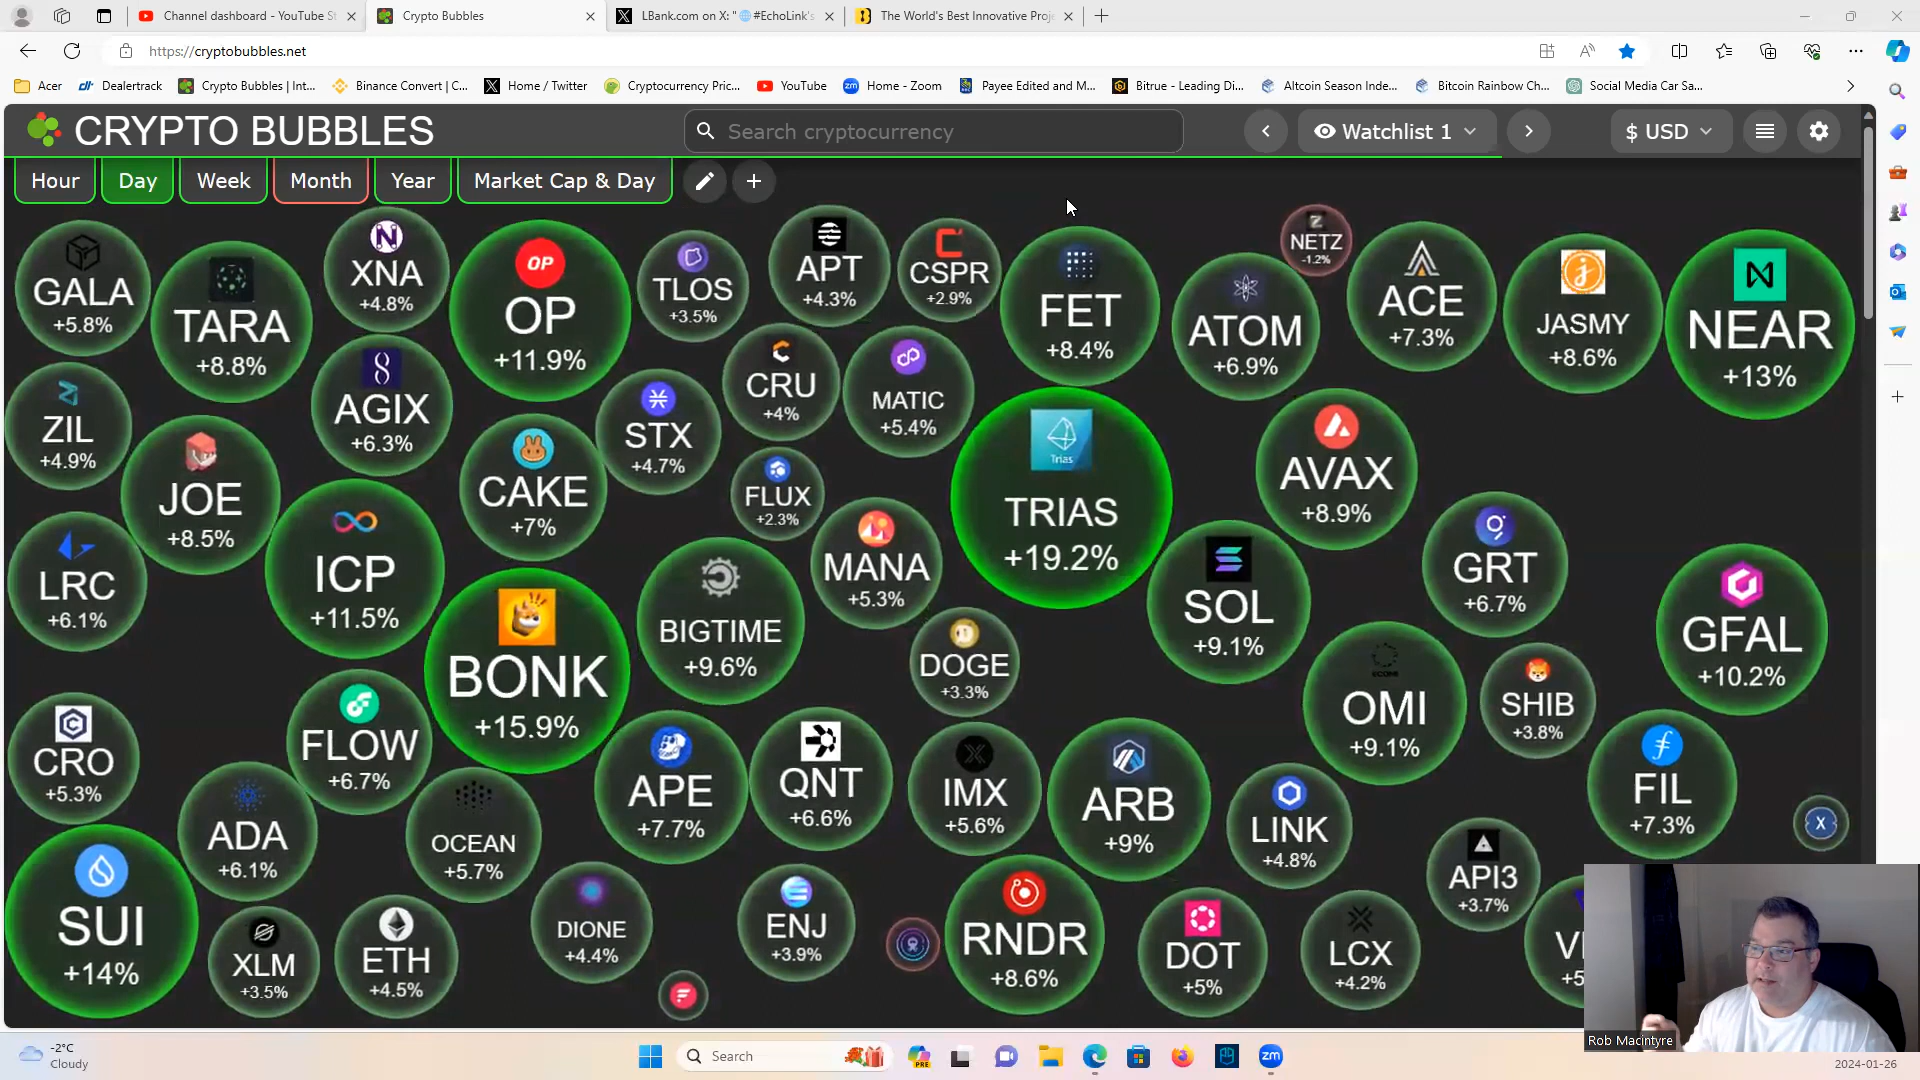 Channel dashboard - YouTube St
Crypto Bubbles
LBank.com on X: "🌐#EchoLink's
The World's Best Innovative Proje
https://cryptobubbles.net
Acer
Dealertrack
Crypto Bubbles | Int...
Binance Convert | C...
Home / Twitter
Cryptocurrency Pric...
YouTube
Home - Zoom
Payee Edited and M...
Bitrue - Leading Di...
Altcoin Season Inde...
Bitcoin Rainbow Ch...
Social Media Car Sa...
CRYPTO BUBBLES
Search cryptocurrency
Watchlist 1
$ USD
Hour
Day
Week
Month
Year
Market Cap & Day
GALA
+5.8%
TARA
+8.8%
XNA
+4.8%
OP
OP
+11.9%
TLOS
+3.5%
APT
+4.3%
CSPR
+2.9%
FET
+8.4%
ATOM
+6.9%
NETZ
-1.2%
ACE
+7.3%
JASMY
+8.6%
NEAR
+13%
ZIL
+4.9%
JOE
+8.5%
AGIX
+6.3%
CAKE
+7%
STX
+4.7%
CRU
+4%
MATIC
+5.4%
FLUX
+2.3%
Trias
TRIAS
+19.2%
AVAX
+8.9%
LRC
+6.1%
ICP
+11.5%
BONK
+15.9%
BIGTIME
+9.6%
MANA
+5.3%
DOGE
+3.3%
SOL
+9.1%
GRT
+6.7%
GFAL
+10.2%
OMI
+9.1%
SHIB
+3.8%
CRO
+5.3%
FLOW
+6.7%
APE
+7.7%
QNT
+6.6%
IMX
+5.6%
ARB
+9%
LINK
+4.8%
FIL
+7.3%
X
ADA
+6.1%
OCEAN
+5.7%
API3
+3.7%
SUI
+14%
XLM
+3.5%
ETH
+4.5%
DIONE
+4.4%
ENJ
+3.9%
RNDR
+8.6%
DOT
+5%
LCX
+4.2%
Rob Macintyre
-2°C
Cloudy
Search
PRE
zm
2024-01-26